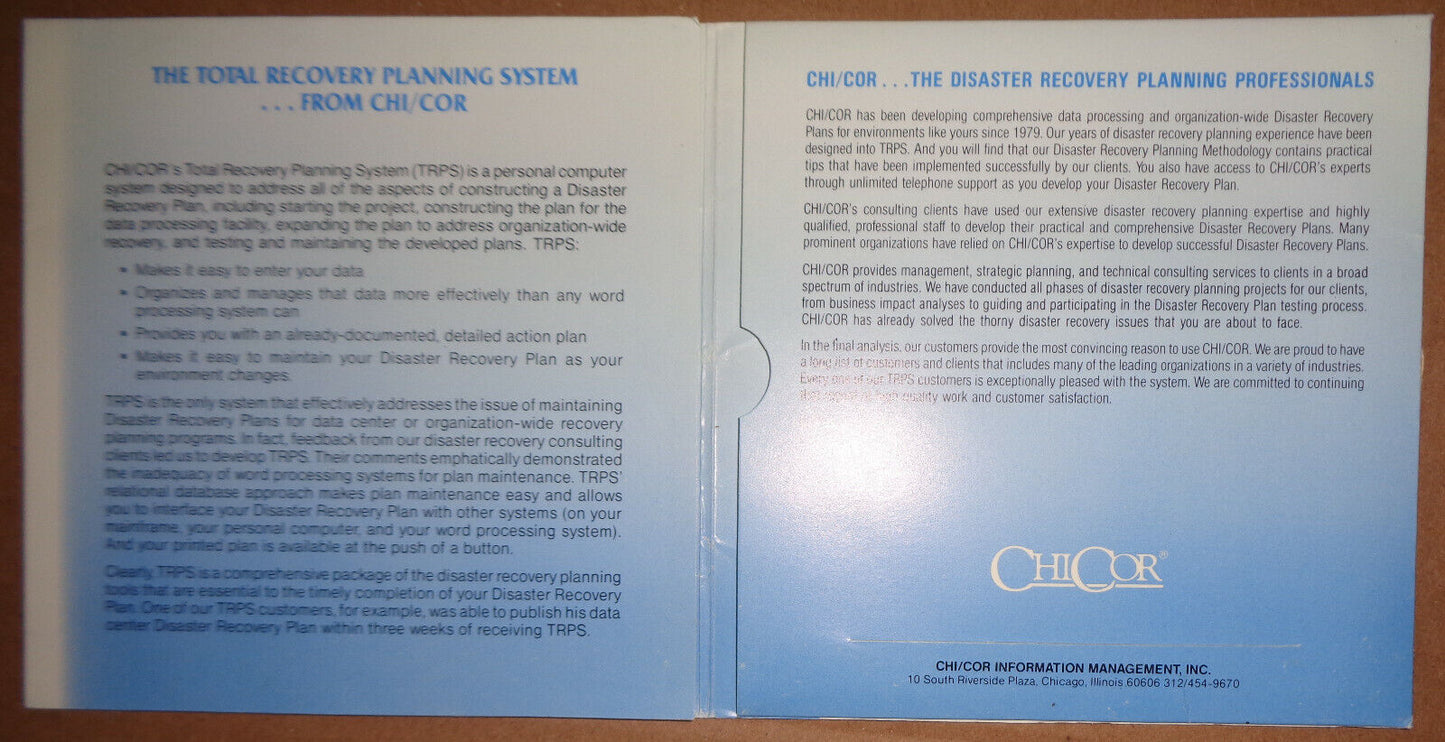 THE TOTAL RECOVERY PLANNING SYSTEM
. . . FROM CHI/COR
CHI/COR's Total Recovery Planning System (TRPS) is a personal computer
system designed to address all of the aspects of constructing a Disaster
Recovery Plan, including starting the project, constructing the plan for the
data processing facility, expanding the plan to address organization-wide
recovery, and testing and maintaining the developed plans. TRPS:
• Makes it easy to enter your data
• Organizes and manages that data more effectively than any word
processing system can
• Provides you with an already-documented, detailed action plan
• Makes it easy to maintain your Disaster Recovery Plan as your
environment changes.
TRPS is the only system that effectively addresses the issue of maintaining
Disaster Recovery Plans for data center or organization-wide recovery
planning programs. In fact, feedback from our disaster recovery consulting
clients led us to develop TRPS. Their comments emphatically demonstrated
the inadequacy of word processing systems for plan maintenance. TRPS'
relational database approach makes plan maintenance easy and allows
you to interface your Disaster Recovery Plan with other systems (on your
mainframe, your personal computer, and your word processing system).
And your printed plan is available at the push of a button.
Clearly, TRPS is a comprehensive package of the disaster recovery planning
tools that are essential to the timely completion of your Disaster Recovery
Plan. One of our TRPS customers, for example, was able to publish his data
center Disaster Recovery Plan within three weeks of receiving TRPS.
CHI/COR . . . THE DISASTER RECOVERY PLANNING PROFESSIONALS
CHI/COR has been developing comprehensive data processing and organization-wide Disaster Recovery
Plans for environments like yours since 1979. Our years of disaster recovery planning experience have been
designed into TRPS. And you will find that our Disaster Recovery Planning Methodology contains practical
tips that have been implemented successfully by our clients. You also have access to CHI/COR's experts
through unlimited telephone support as you develop your Disaster Recovery Plan.
CHI/COR's consulting clients have used our extensive disaster recovery planning expertise and highly
qualified, professional staff to develop their practical and comprehensive Disaster Recovery Plans. Many
prominent organizations have relied on CHI/COR's expertise to develop successful Disaster Recovery Plans.
CHI/COR provides management, strategic planning, and technical consulting services to clients in a broad
spectrum of industries. We have conducted all phases of disaster recovery planning projects for our clients,
from business impact analyses to guiding and participating in the Disaster Recovery Plan testing process.
CHI/COR has already solved the thorny disaster recovery issues that you are about to face.
In the final analysis, our customers provide the most convincing reason to use CHI/COR. We are proud to have
a long list of customers and clients that includes many of the leading organizations in a variety of industries.
Every one of our TRPS customers is exceptionally pleased with the system. We are committed to continuing
high quality work and customer satisfaction.
CHICOR®
CHI/COR INFORMATION MANAGEMENT, INC.
10 South Riverside Plaza, Chicago, Illinois 60606 312/454-9670